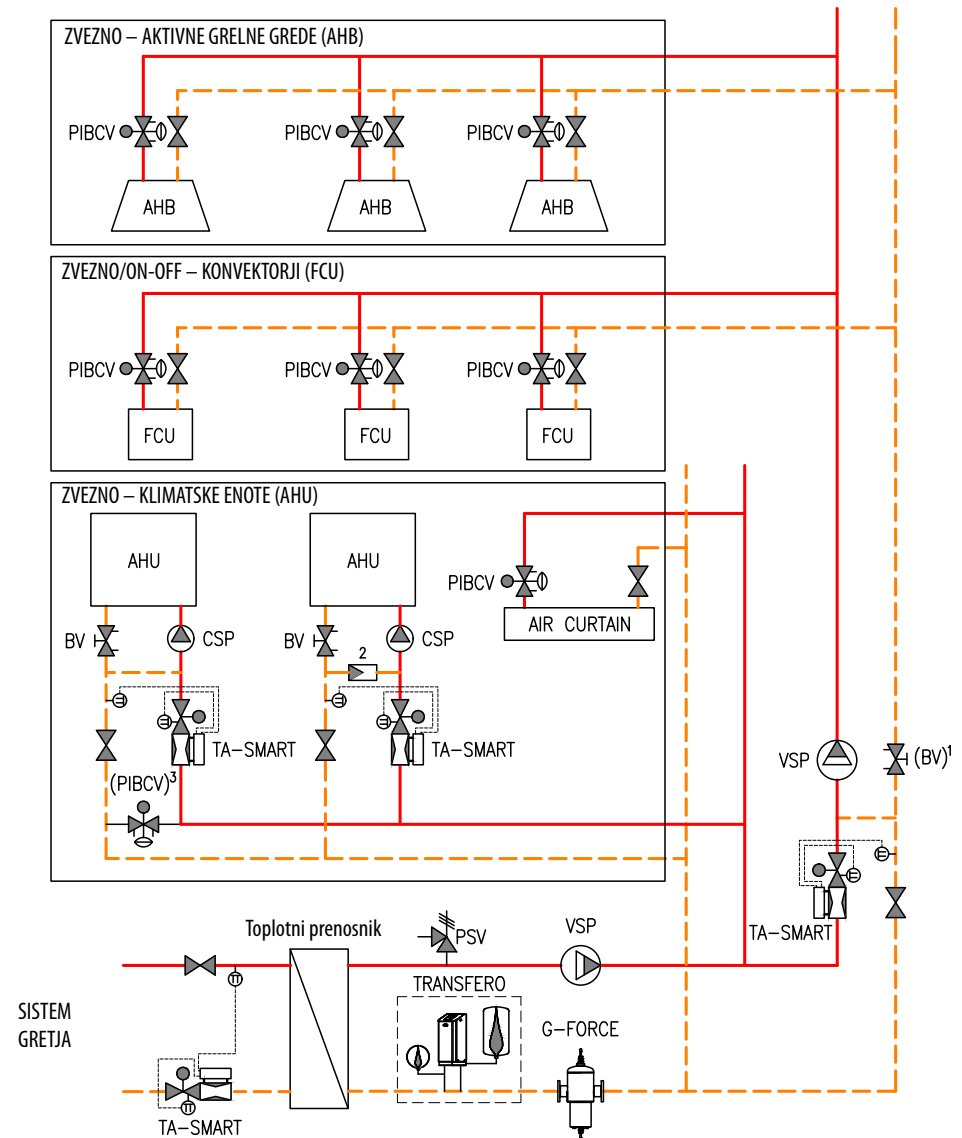 ZVEZNO – AKTIVNE GRELNE GREDE (AHB)
PIBCV PIBCV PIBCV
AHB AHB AHB
ZVEZNO/ON-OFF – KONVEKTORJI (FCU)
PIBCV PIBCV PIBCV
FCU FCU FCU
ZVEZNO – KLIMATSKE ENOTE (AHU)
AHU AHU
PIBCV
AIR CURTAIN
BV CSP BV CSP
2
TA-SMART TA-SMART
VSP (BV)1
(PIBCV)3
TA-SMART
Toplotni prenosnik
PSV
VSP
TRANSFERO
SISTEM
GRETJA
G-FORCE
TA-SMART